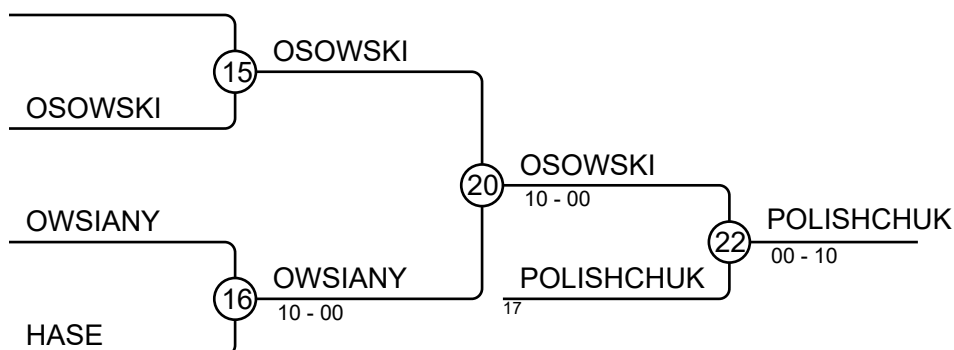 OSOWSKI
15
OSOWSKI
OSOWSKI
20
10 - 00
OWSIANY
POLISHCHUK
22
00 - 10
OWSIANY
16
10 - 00
POLISHCHUK
17
HASE